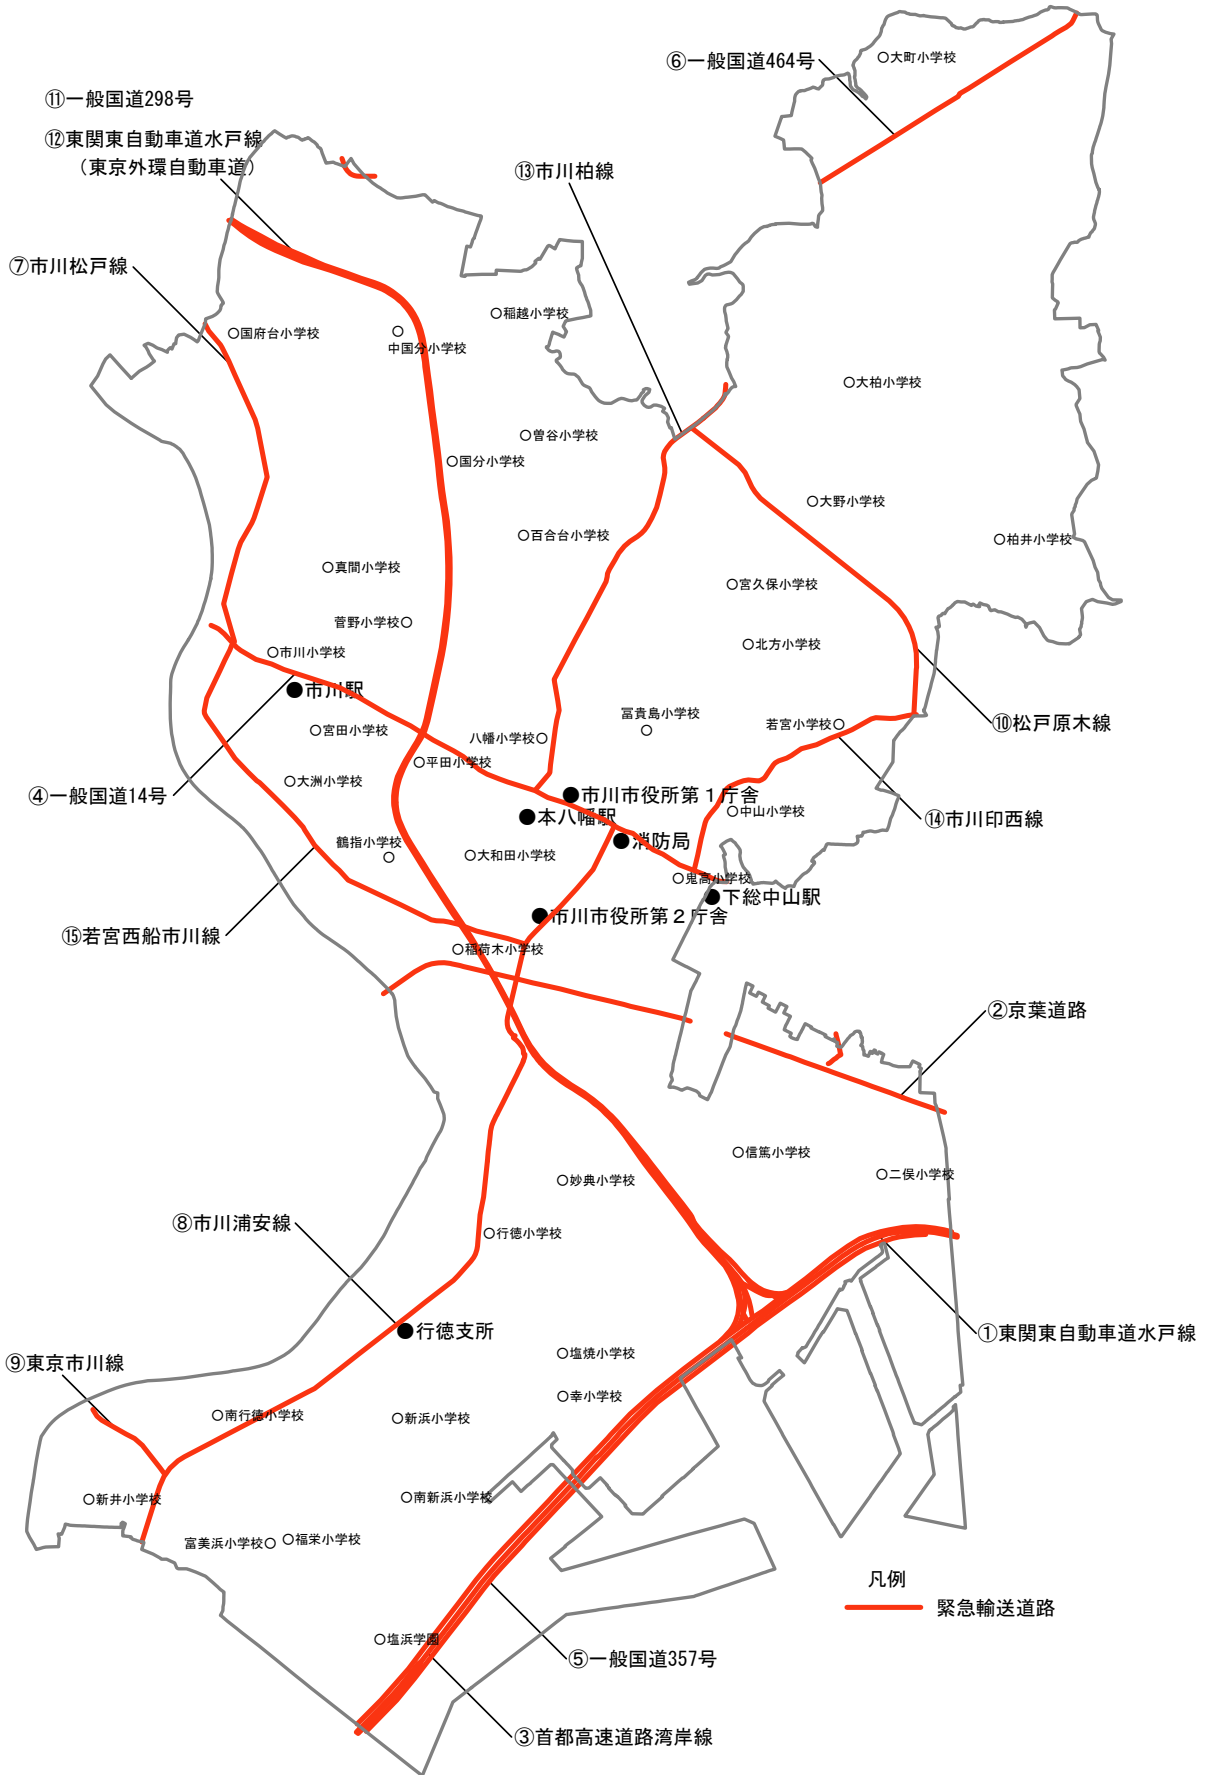 ⑥一般国道464号
○大町小学校
⑪一般国道298号
⑫東関東自動車道水戸線
（東京外環自動車道）
⑬市川柏線
⑦市川松戸線
○稲越小学校
○国府台小学校
中国分小学校
○大柏小学校
○曽谷小学校
○国分小学校
○大野小学校
○百合台小学校
○柏井小学校
○真間小学校
○宮久保小学校
菅野小学校○
○北方小学校
○市川小学校
●市川駅
冨貴島小学校
若宮小学校○
⑩松戸原木線
○宮田小学校
八幡小学校○
○平田小学校
○大洲小学校
④一般国道14号
●市川市役所第１庁舎
●本八幡駅
○中山小学校
⑭市川印西線
鶴指小学校
●消防局
○大和田小学校
○鬼高小学校
●下総中山駅
●市川市役所第２庁舎
⑮若宮西船市川線
○稲荷木小学校
②京葉道路
○信篤小学校
○二俣小学校
○妙典小学校
⑧市川浦安線
○行徳小学校
●行徳支所
①東関東自動車道水戸線
○塩焼小学校
⑨東京市川線
○幸小学校
○南行徳小学校
○新浜小学校
○新井小学校
○南新浜小学校
富美浜小学校○
○福栄小学校
凡例
緊急輸送道路
○塩浜学園
⑤一般国道357号
③首都高速道路湾岸線